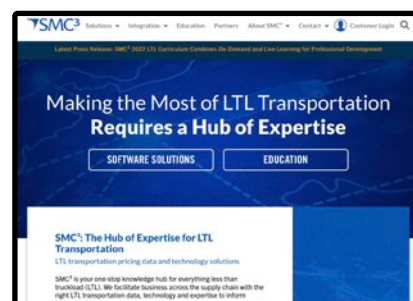 SMC³ Solutions Integration Education Partners About SMC³ Contact Customer Login
Latest Press Release: SMC³ 2022 LTL Curriculum Combines On-Demand and Live Learning for Professional Development
Making the Most of LTL Transportation
Requires a Hub of Expertise
SOFTWARE SOLUTIONS EDUCATION
SMC³: The Hub of Expertise for LTL
Transportation
LTL transportation pricing data and technology solutions
SMC³ is your one-stop knowledge hub for everything less than
truckload (LTL). We facilitate business across the supply chain with the
right LTL transportation data, technology and expertise to inform